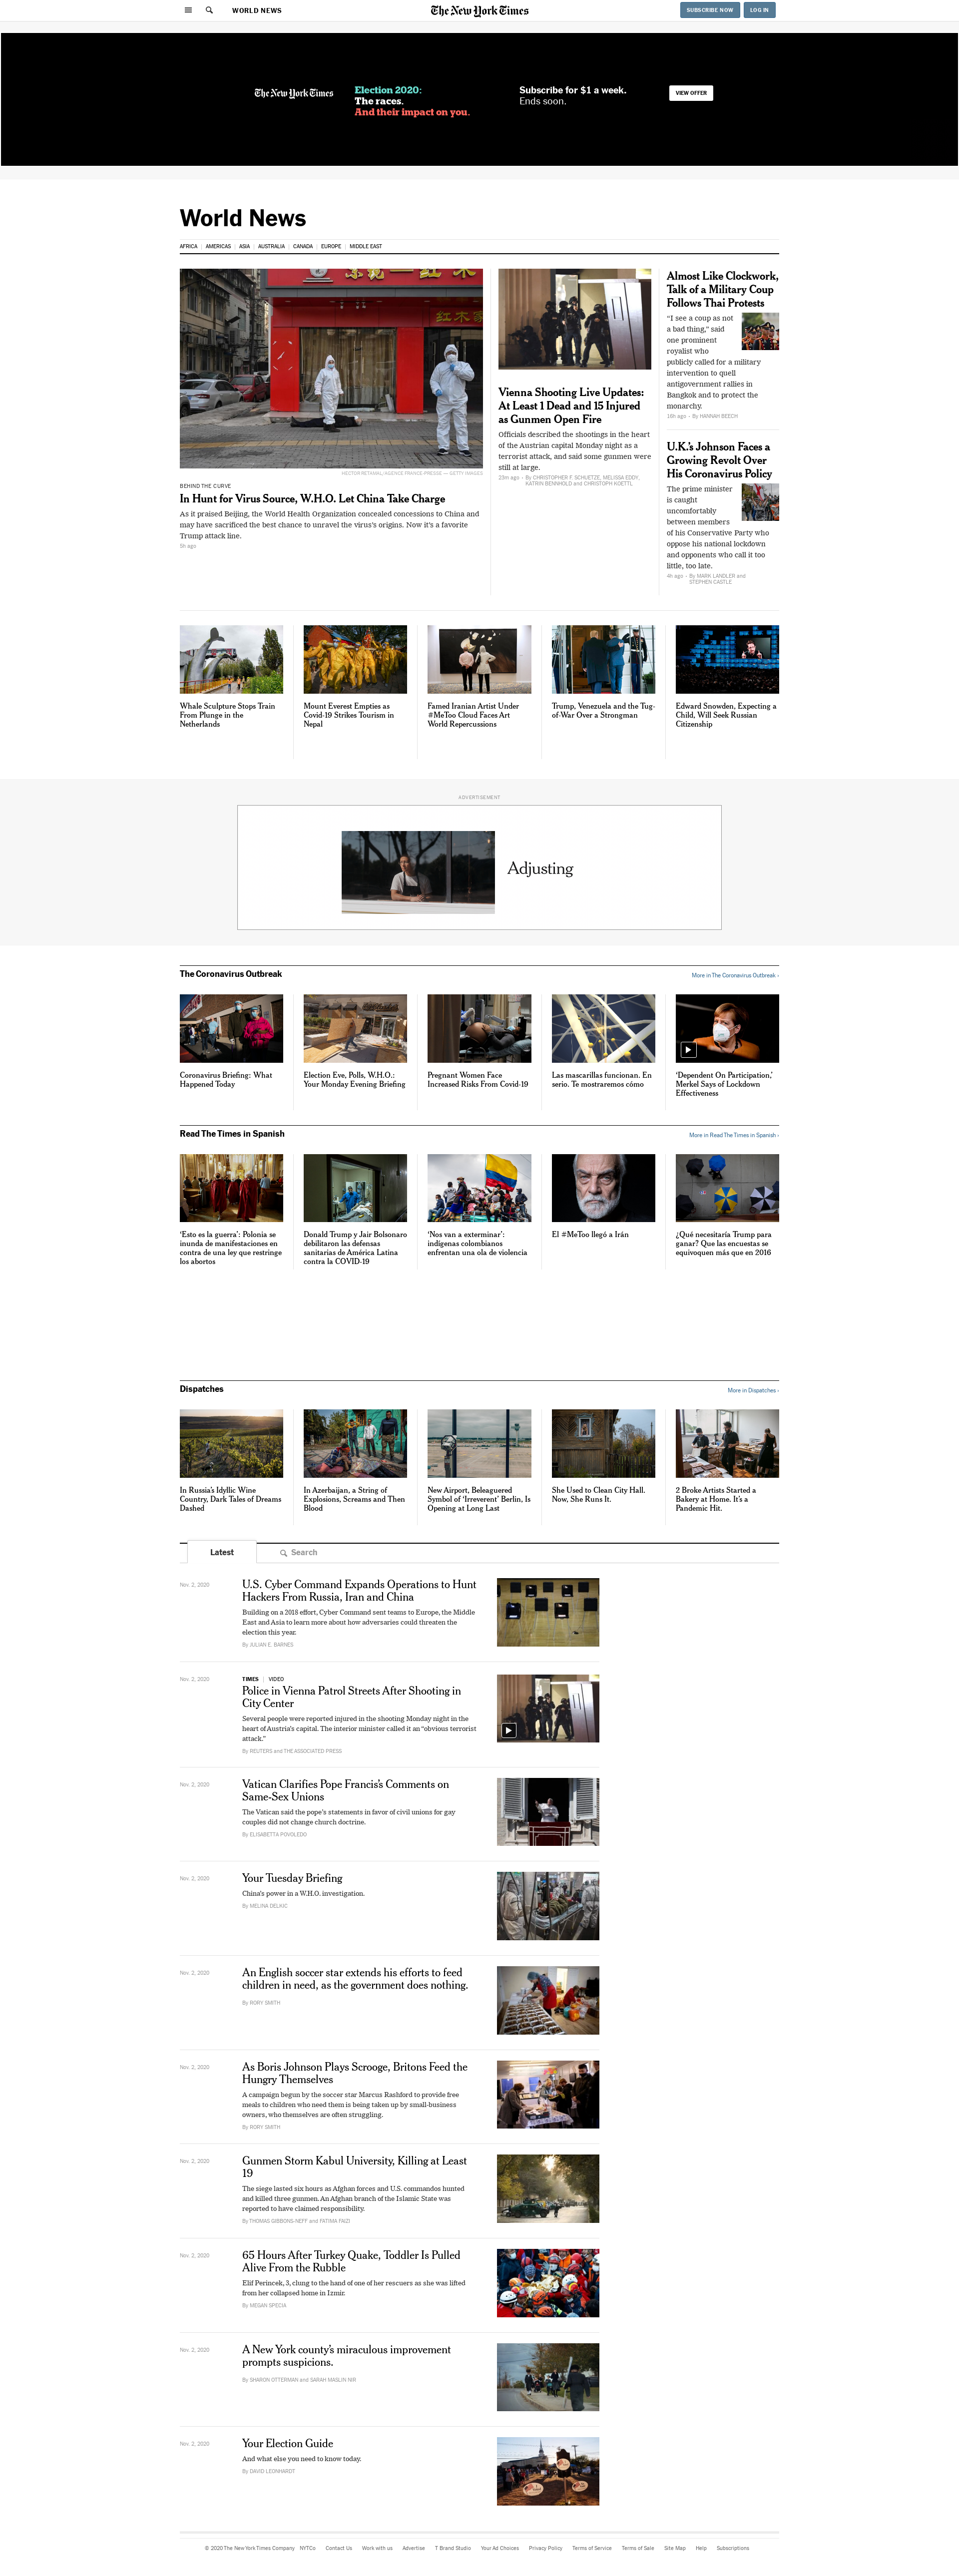 WORLD NEWS
The New York Times
SUBSCRIBE NOW
LOG IN
The New York Times
Election 2020:
The races.
And their impact on you.
Subscribe for $1 a week.
Ends soon.
VIEW OFFER
World News
AFRICA | AMERICAS | ASIA | AUSTRALIA | CANADA | EUROPE | MIDDLE EAST
HECTOR RETAMAL/AGENCE FRANCE-PRESSE — GETTY IMAGES
BEHIND THE CURVE
In Hunt for Virus Source, W.H.O. Let China Take Charge
As it praised Beijing, the World Health Organization concealed concessions to China and
may have sacrificed the best chance to unravel the virus's origins. Now it's a favorite
Trump attack line.
5h ago
Vienna Shooting Live Updates:
At Least 1 Dead and 15 Injured
as Gunmen Open Fire
Officials described the shootings in the heart
of the Austrian capital Monday night as a
terrorist attack, and said some gunmen were
still at large.
23m ago - By CHRISTOPHER F. SCHUETZE, MELISSA EDDY,
KATRIN BENNHOLD and CHRISTOPH KOETTL
Almost Like Clockwork,
Talk of a Military Coup
Follows Thai Protests
“I see a coup as not
a bad thing,” said
one prominent
royalist who
publicly called for a military
intervention to quell
antigovernment rallies in
Bangkok and to protect the
monarchy.
16h ago - By HANNAH BEECH
U.K.’s Johnson Faces a
Growing Revolt Over
His Coronavirus Policy
The prime minister
is caught
uncomfortably
between members
of his Conservative Party who
oppose his national lockdown
and opponents who call it too
little, too late.
4h ago - By MARK LANDLER and
STEPHEN CASTLE
Whale Sculpture Stops Train
From Plunge in the
Netherlands
Mount Everest Empties as
Covid-19 Strikes Tourism in
Nepal
Famed Iranian Artist Under
#MeToo Cloud Faces Art
World Repercussions
Trump, Venezuela and the Tug-
of-War Over a Strongman
Edward Snowden, Expecting a
Child, Will Seek Russian
Citizenship
ADVERTISEMENT
Adjusting
The Coronavirus Outbreak
More in The Coronavirus Outbreak ›
Coronavirus Briefing: What
Happened Today
Election Eve, Polls, W.H.O.:
Your Monday Evening Briefing
Pregnant Women Face
Increased Risks From Covid-19
Las mascarillas funcionan. En
serio. Te mostraremos cómo
‘Dependent On Participation,’
Merkel Says of Lockdown
Effectiveness
Read The Times in Spanish
More in Read The Times in Spanish ›
‘Esto es la guerra’: Polonia se
inunda de manifestaciones en
contra de una ley que restringe
los abortos
Donald Trump y Jair Bolsonaro
debilitaron las defensas
sanitarias de América Latina
contra la COVID-19
‘Nos van a exterminar’:
indígenas colombianos
enfrentan una ola de violencia
El #MeToo llegó a Irán
¿Qué necesitaría Trump para
ganar? Que las encuestas se
equivoquen más que en 2016
Dispatches
More in Dispatches ›
In Russia’s Idyllic Wine
Country, Dark Tales of Dreams
Dashed
In Azerbaijan, a String of
Explosions, Screams and Then
Blood
New Airport, Beleaguered
Symbol of ‘Irreverent’ Berlin, Is
Opening at Long Last
She Used to Clean City Hall.
Now, She Runs It.
2 Broke Artists Started a
Bakery at Home. It’s a
Pandemic Hit.
Latest
Search
Nov. 2, 2020
U.S. Cyber Command Expands Operations to Hunt
Hackers From Russia, Iran and China
Building on a 2018 effort, Cyber Command sent teams to Europe, the Middle
East and Asia to learn more about how adversaries could threaten the
election this year.
By JULIAN E. BARNES
Nov. 2, 2020
TIMES | VIDEO
Police in Vienna Patrol Streets After Shooting in
City Center
Several people were reported injured in the shooting Monday night in the
heart of Austria’s capital. The interior minister called it an “obvious terrorist
attack.”
By REUTERS and THE ASSOCIATED PRESS
Nov. 2, 2020
Vatican Clarifies Pope Francis’s Comments on
Same-Sex Unions
The Vatican said the pope’s statements in favor of civil unions for gay
couples did not change church doctrine.
By ELISABETTA POVOLEDO
Nov. 2, 2020
Your Tuesday Briefing
China’s power in a W.H.O. investigation.
By MELINA DELKIC
Nov. 2, 2020
An English soccer star extends his efforts to feed
children in need, as the government does nothing.
By RORY SMITH
Nov. 2, 2020
As Boris Johnson Plays Scrooge, Britons Feed the
Hungry Themselves
A campaign begun by the soccer star Marcus Rashford to provide free
meals to children who need them is being taken up by small-business
owners, who themselves are often struggling.
By RORY SMITH
Nov. 2, 2020
Gunmen Storm Kabul University, Killing at Least
19
The siege lasted six hours as Afghan forces and U.S. commandos hunted
and killed three gunmen. An Afghan branch of the Islamic State was
reported to have claimed responsibility.
By THOMAS GIBBONS-NEFF and FATIMA FAIZI
Nov. 2, 2020
65 Hours After Turkey Quake, Toddler Is Pulled
Alive From the Rubble
Elif Perincek, 3, clung to the hand of one of her rescuers as she was lifted
from her collapsed home in Izmir.
By MEGAN SPECIA
Nov. 2, 2020
A New York county’s miraculous improvement
prompts suspicions.
By SHARON OTTERMAN and SARAH MASLIN NIR
Nov. 2, 2020
Your Election Guide
And what else you need to know today.
By DAVID LEONHARDT
© 2020 The New York Times Company NYTCo Contact Us Work with us Advertise T Brand Studio Your Ad Choices Privacy Policy Terms of Service Terms of Sale Site Map Help Subscriptions